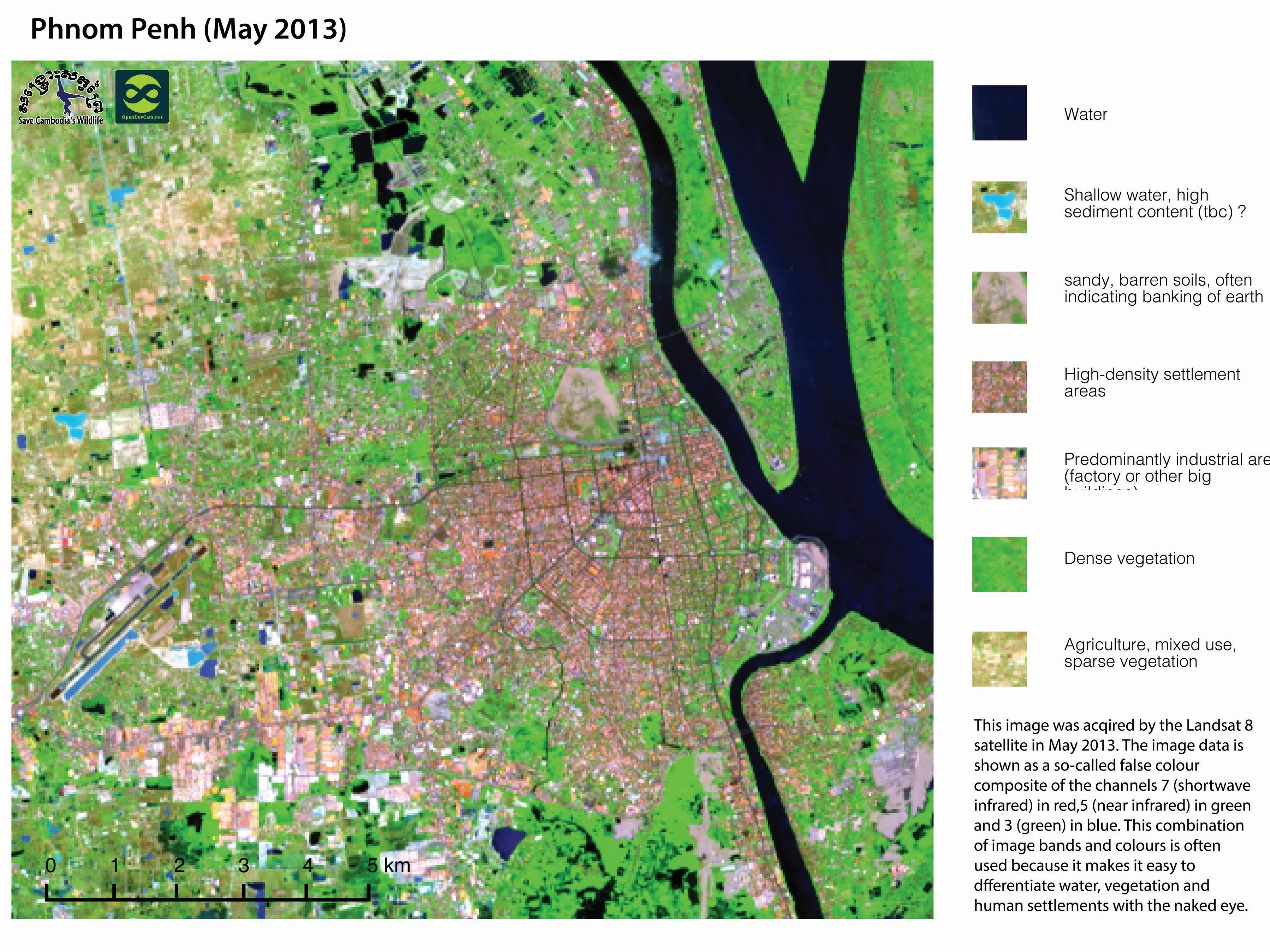 Phnom Penh (May 2013)
Save Cambodia's Wildlife
OpenDevCam.net
Water
Shallow water, high
sediment content (tbc) ?
sandy, barren soils, often
indicating banking of earth
High-density settlement
areas
Predominantly industrial are
(factory or other big
Dense vegetation
Agriculture, mixed use,
sparse vegetation
This image was acqired by the Landsat 8
satellite in May 2013. The image data is
shown as a so-called false colour
composite of the channels 7 (shortwave
infrared) in red,5 (near infrared) in green
and 3 (green) in blue. This combination
of image bands and colours is often
used because it makes it easy to
dfferentiate water, vegetation and
human settlements with the naked eye.
0 1 2 3 4 5 km